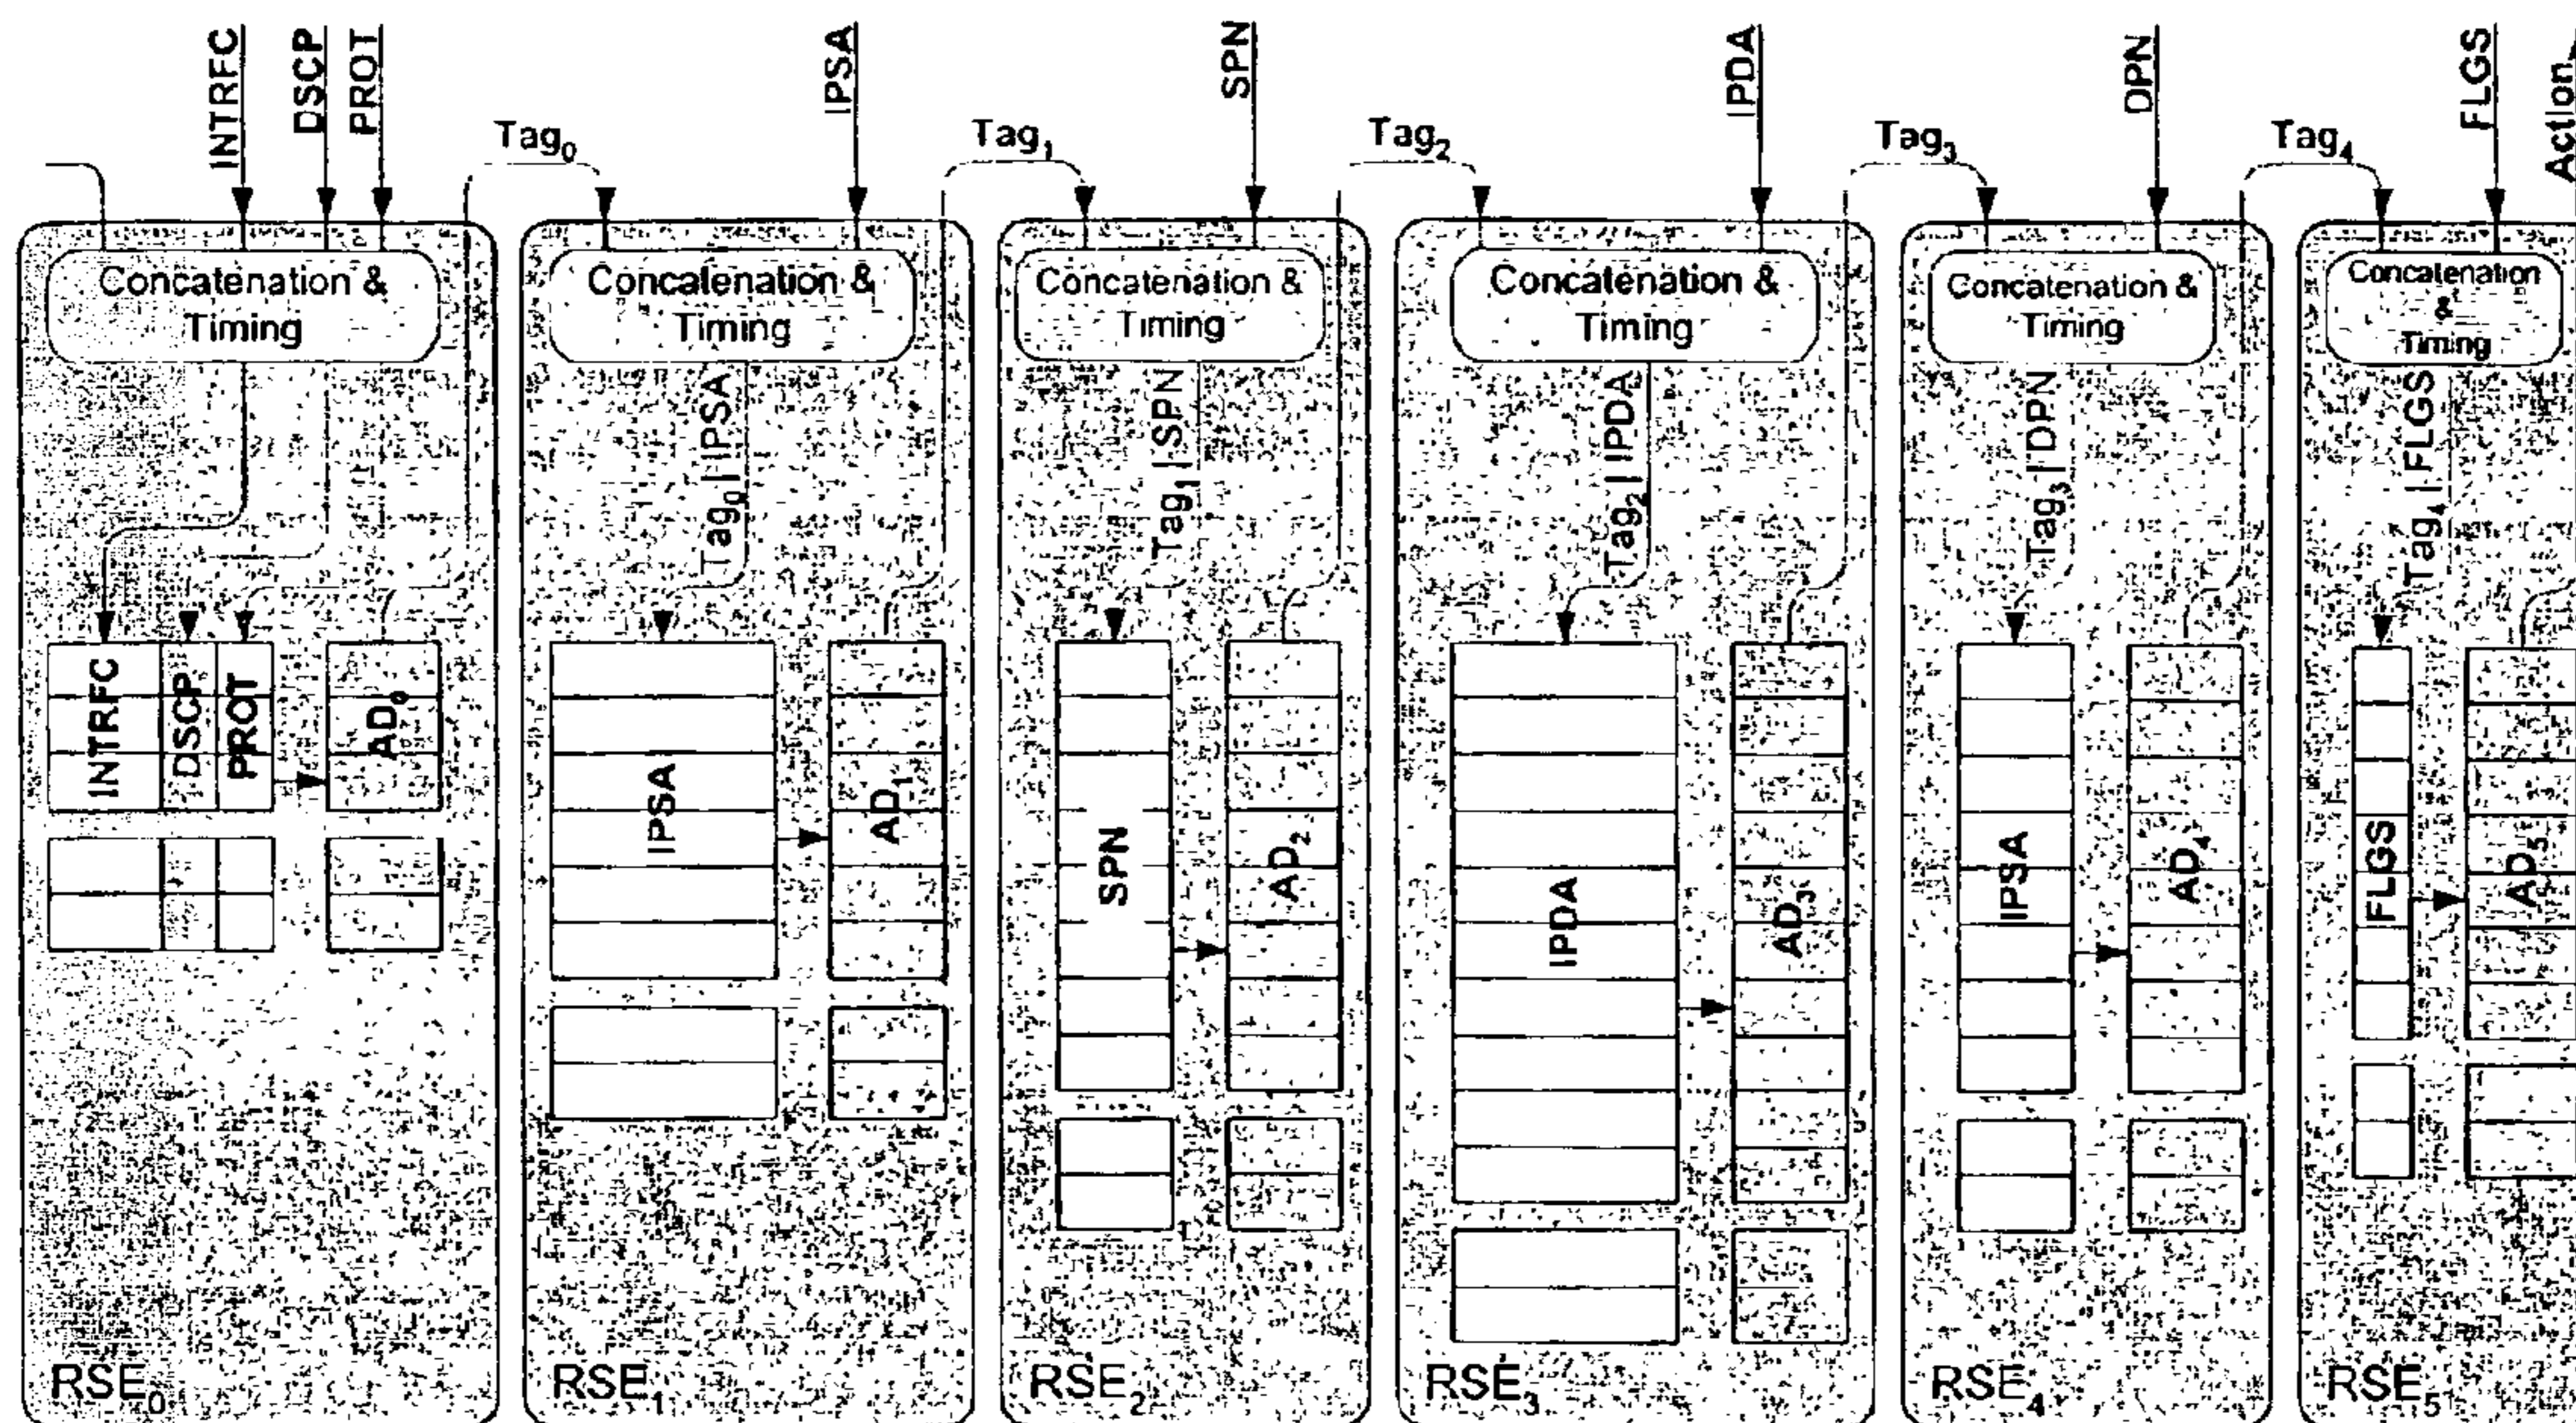 INTRFC
DSCP
PROT
IPSA
SPN
IPDA
DPN
FLGS
Action
Tag0
Tag1
Tag2
Tag3
Tag4
Concatenation &
Timing
Concatenation &
Timing
Concatenation &
Timing
Concatenation &
Timing
Concatenation &
Timing
Concatenation
&
Timing
Tag0 | IPSA
Tag1 | SPN
Tag2 | IPDA
Tag3 | DPN
Tag4 | FLGS
INTRFC
DSCP
PROT
AD0
IPSA
AD1
SPN
AD2
IPDA
AD3
IPSA
AD4
FLGS
AD5
RSE0
RSE1
RSE2
RSE3
RSE4
RSE5